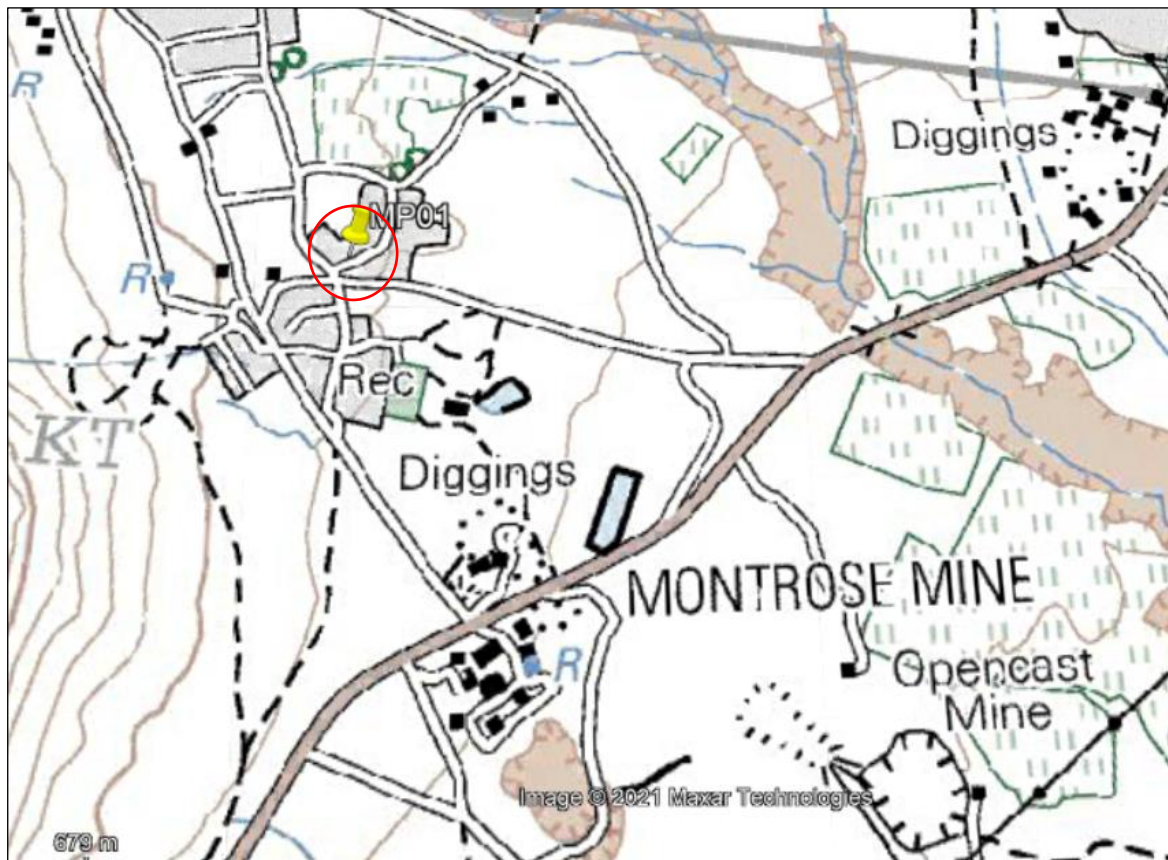 R
Diggings
MP01
R
Rec
KT
Diggings
MONTROSE MINE
R
Opencast
Mine
Image © 2021 Maxar Technologies
679 m